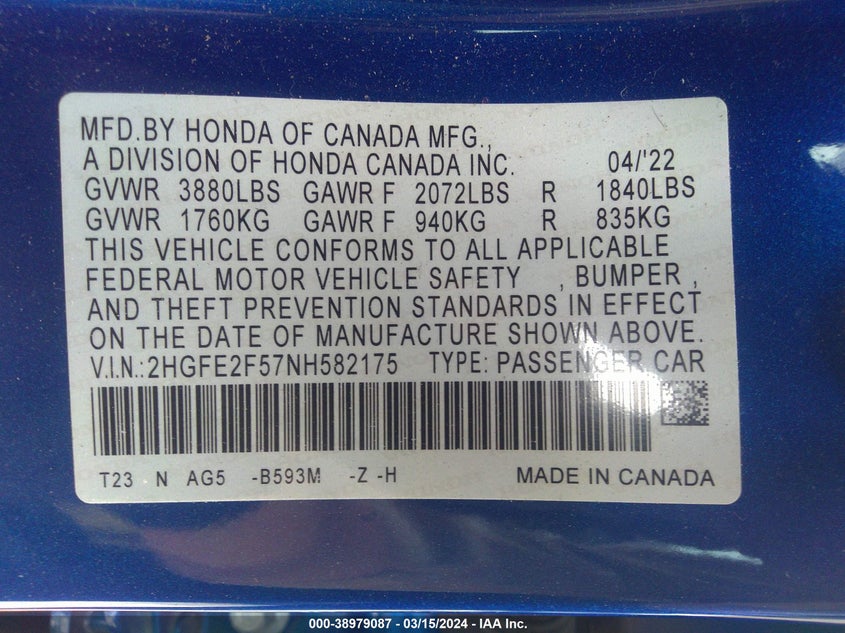 MFD.BY HONDA OF CANADA MFG.,
A DIVISION OF HONDA CANADA INC. 04/'22
GVWR 3880LBS GAWR F 2072LBS R 1840LBS
GVWR 1760KG GAWR F 940KG R 835KG
THIS VEHICLE CONFORMS TO ALL APPLICABLE
FEDERAL MOTOR VEHICLE SAFETY , BUMPER ,
AND THEFT PREVENTION STANDARDS IN EFFECT
ON THE DATE OF MANUFACTURE SHOWN ABOVE.
V.I.N.:2HGFE2F57NH582175 TYPE: PASSENGER CAR
T23 N AG5 -B593M -Z -H MADE IN CANADA
000-38979087 - 03/15/2024 - IAA Inc.